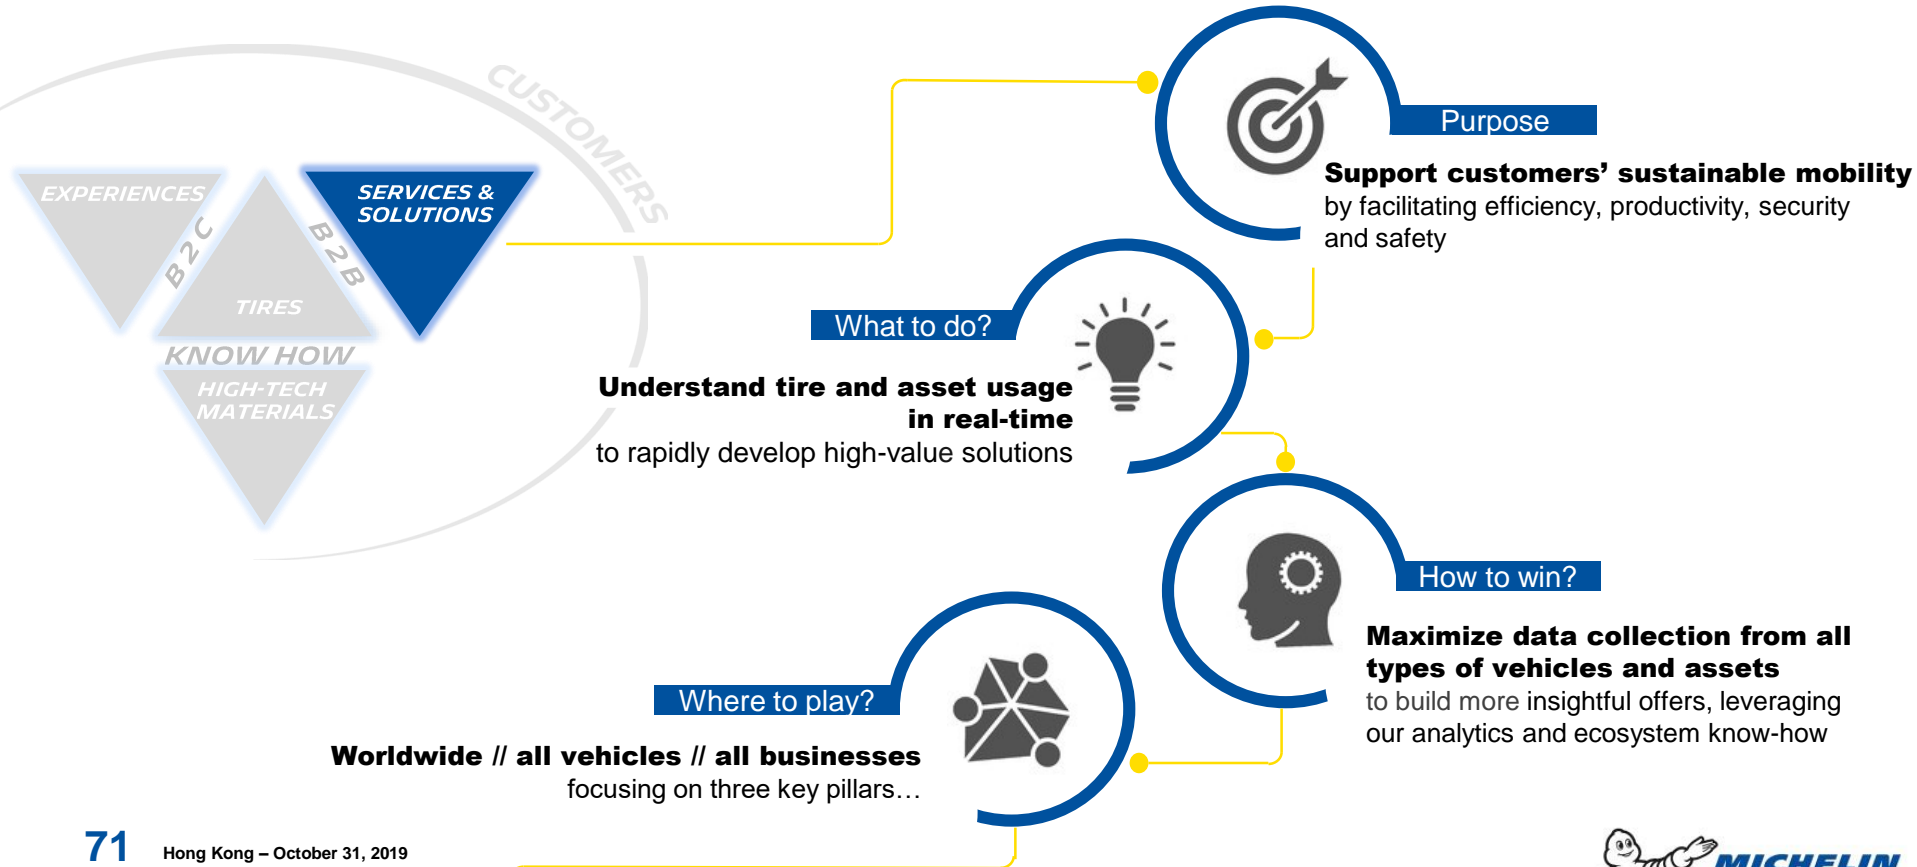 CUSTOMERS
EXPERIENCES
B2C
TIRES
B2B
SERVICES &
SOLUTIONS
KNOW HOW
HIGH-TECH
MATERIALS
Purpose
Support customers’ sustainable mobility
by facilitating efficiency, productivity, security
and safety
What to do?
Understand tire and asset usage
in real-time
to rapidly develop high-value solutions
How to win?
Maximize data collection from all
types of vehicles and assets
to build more insightful offers, leveraging
our analytics and ecosystem know-how
Where to play?
Worldwide // all vehicles // all businesses
focusing on three key pillars…
71
Hong Kong – October 31, 2019
MICHELIN